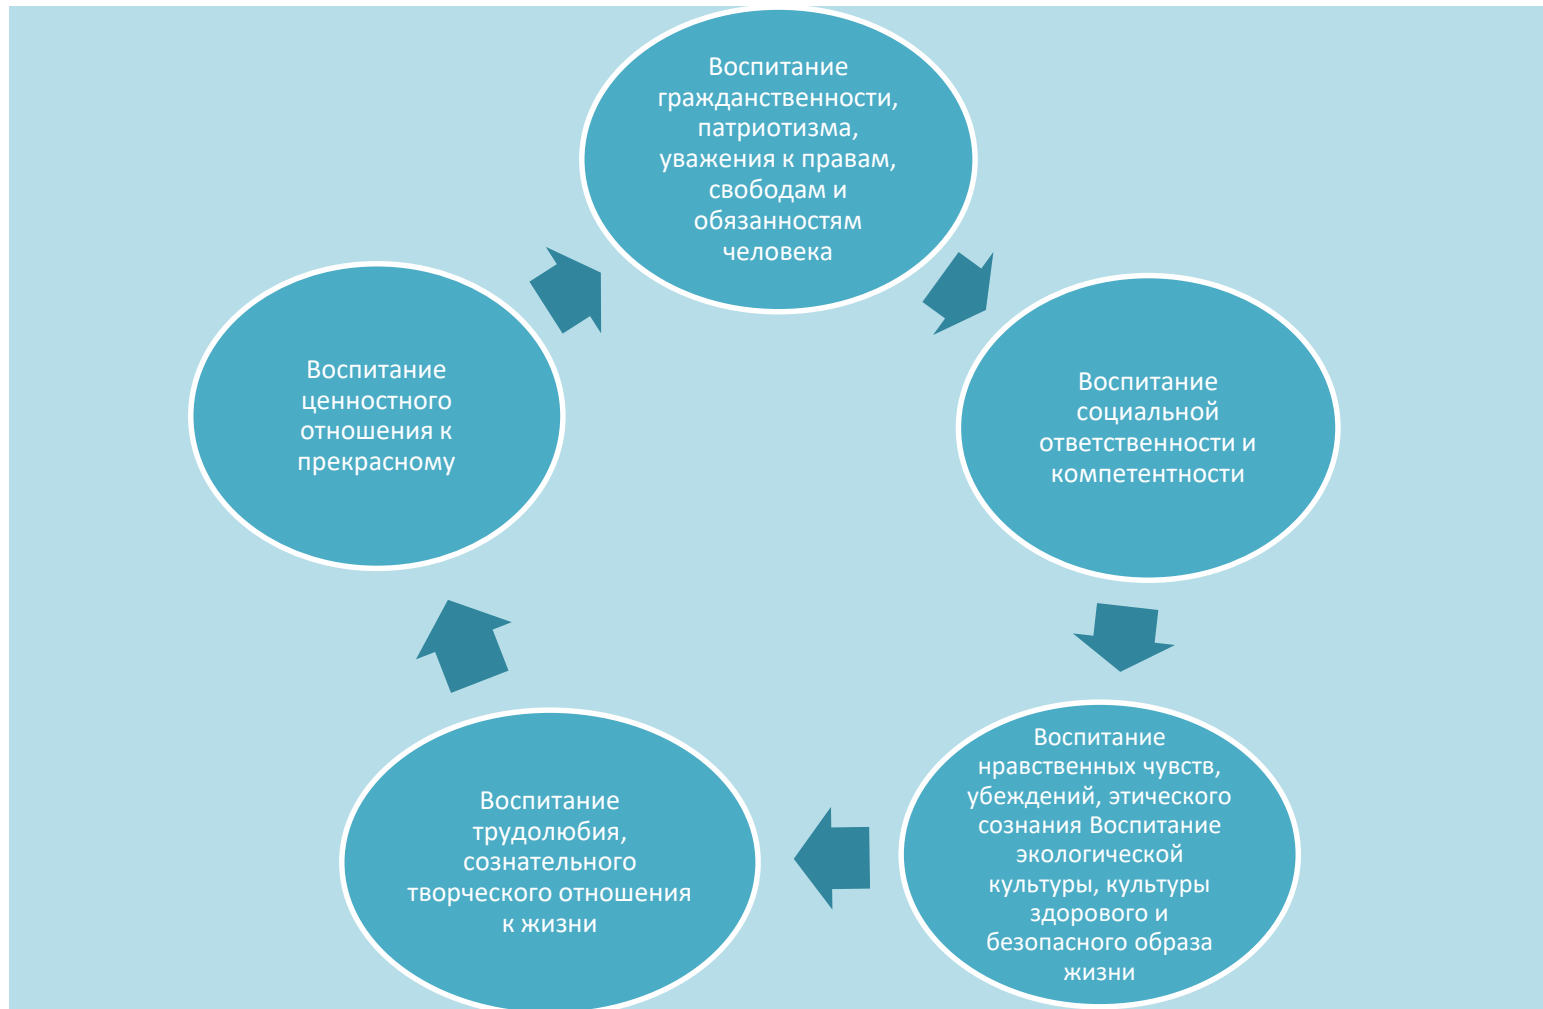 Воспитание
гражданственности,
патриотизма,
уважения к правам,
свободам и
обязанностям
человека
Воспитание
социальной
ответственности и
компетентности
Воспитание
нравственных чувств,
убеждений, этического
сознания Воспитание
экологической
культуры, культуры
здорового и
безопасного образа
жизни
Воспитание
трудолюбия,
сознательного
творческого отношения
к жизни
Воспитание
ценностного
отношения к
прекрасному